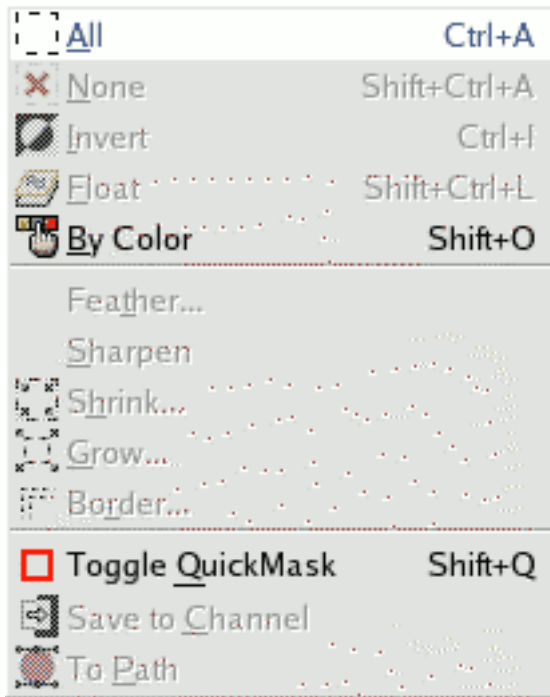 All Ctrl+A
None Shift+Ctrl+A
Invert Ctrl+I
Float Shift+Ctrl+L
By Color Shift+O
Feather...
Sharpen
Shrink...
Grow...
Border...
Toggle QuickMask Shift+Q
Save to Channel
To Path